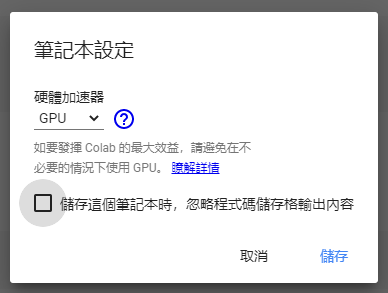 筆記本設定
硬體加速器
GPU
?
如要發揮 Colab 的最大效益，請避免在不
必要的情況下使用 GPU。 瞭解詳情
儲存這個筆記本時，忽略程式碼儲存格輸出內容
取消 儲存